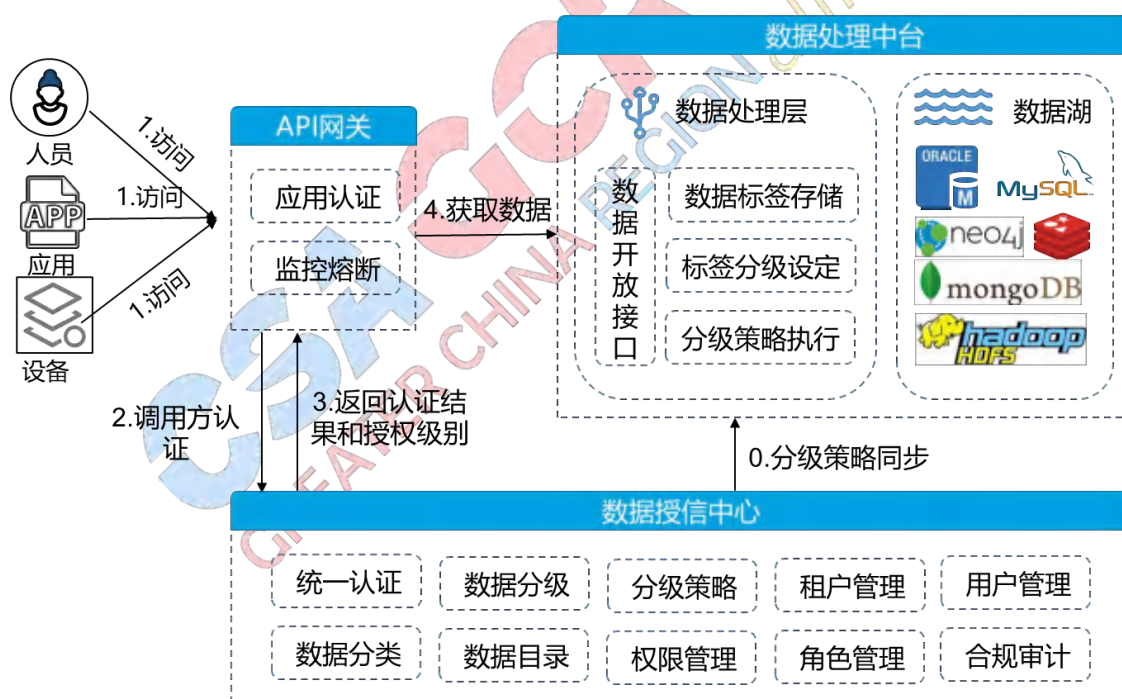 数据处理中台
人员
1.访问
APP
1.访问
应用
1.访问
设备
API网关
应用认证
监控熔断
4.获取数据
数据处理层
数据开放接口
数据标签存储
标签分级设定
分级策略执行
数据湖
ORACLE
M
MySQL
neo4j
mongoDB
hadoop
HDFS
2.调用方认
证
3.返回认证结
果和授权级别
0.分级策略同步
数据授信中心
统一认证
数据分级
分级策略
租户管理
用户管理
数据分类
数据目录
权限管理
角色管理
合规审计
CSA GCR
GREATER CHINA REGION